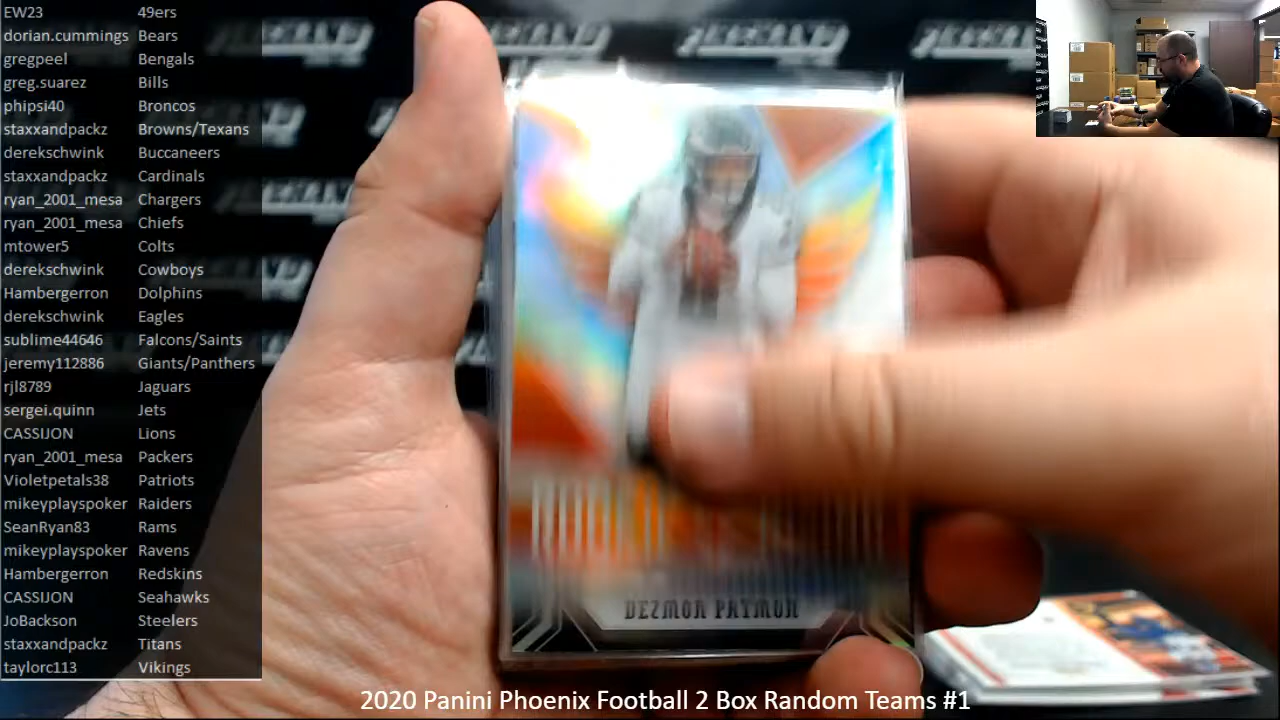 EW23 49ers
dorian.cummings Bears
gregpeel Bengals
greg.suarez Bills
phipsi40 Broncos
staxxandpackz Browns/Texans
derekschwink Buccaneers
staxxandpackz Cardinals
ryan_2001_mesa Chargers
ryan_2001_mesa Chiefs
mtower5 Colts
derekschwink Cowboys
Hambergerron Dolphins
derekschwink Eagles
sublime44646 Falcons/Saints
jeremy112886 Giants/Panthers
rjl8789 Jaguars
sergei.quinn Jets
CASSIJON Lions
ryan_2001_mesa Packers
Violetpetals38 Patriots
mikeyplayspoker Raiders
SeanRyan83 Rams
mikeyplayspoker Ravens
Hambergerron Redskins
CASSIJON Seahawks
JoBackson Steelers
staxxandpackz Titans
taylorc113 Vikings
DEZMON PATMON
2020 Panini Phoenix Football 2 Box Random Teams #1